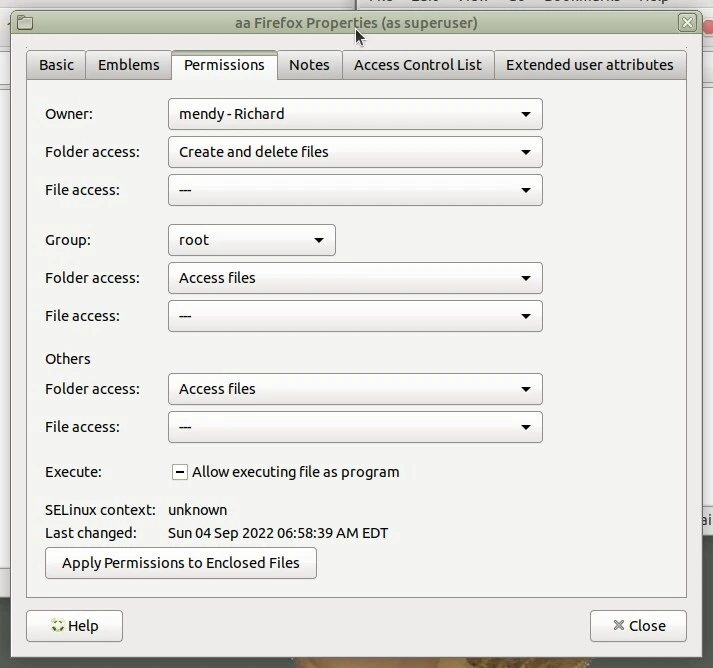 aa Firefox Properties (as superuser)
Basic Emblems Permissions Notes Access Control List Extended user attributes
Owner: mendy - Richard
Folder access: Create and delete files
File access: ---
Group: root
Folder access: Access files
File access: ---
Others
Folder access: Access files
File access: ---
Execute: Allow executing file as program
SELinux context: unknown
Last changed: Sun 04 Sep 2022 06:58:39 AM EDT
Apply Permissions to Enclosed Files
Help Close